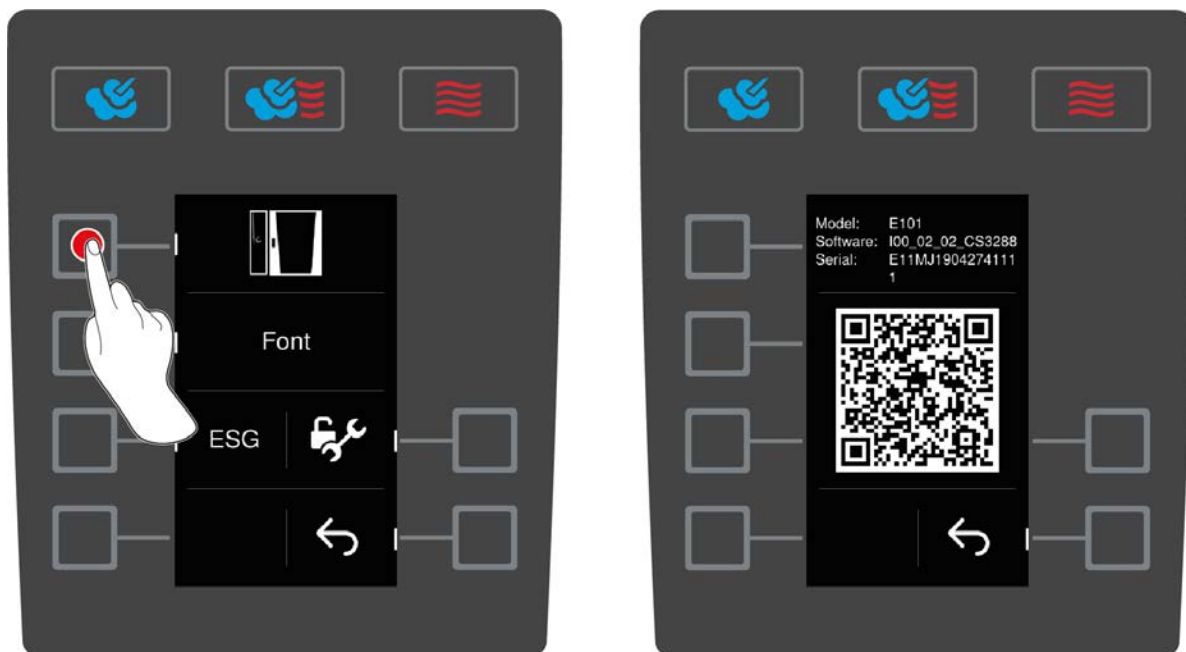 Font
ESG
Model: E101
Software: I00_02_02_CS3288
Serial: E11MJ1904274111
1